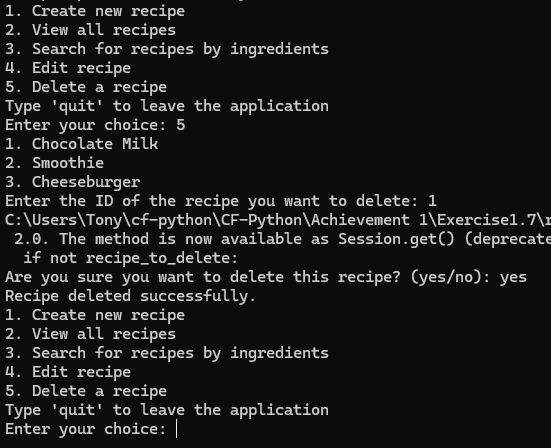 1. Create new recipe
2. View all recipes
3. Search for recipes by ingredients
4. Edit recipe
5. Delete a recipe
Type 'quit' to leave the application
Enter your choice: 5
1. Chocolate Milk
2. Smoothie
3. Cheeseburger
Enter the ID of the recipe you want to delete: 1
C:\Users\Tony\cf-python\CF-Python\Achievement 1\Exercise1.7\r
2.0. The method is now available as Session.get() (deprecate
if not recipe_to_delete:
Are you sure you want to delete this recipe? (yes/no): yes
Recipe deleted successfully.
1. Create new recipe
2. View all recipes
3. Search for recipes by ingredients
4. Edit recipe
5. Delete a recipe
Type 'quit' to leave the application
Enter your choice: